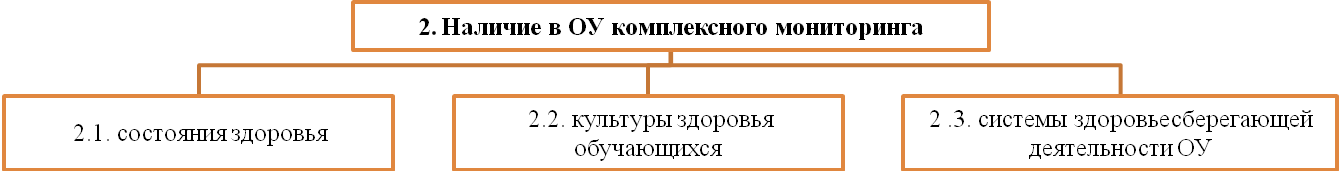 2. Наличие в ОУ комплексного мониторинга
2.1. состояния здоровья
2.2. культуры здоровья
обучающихся
2 .3. системы здоровьесберегающей
деятельности ОУ